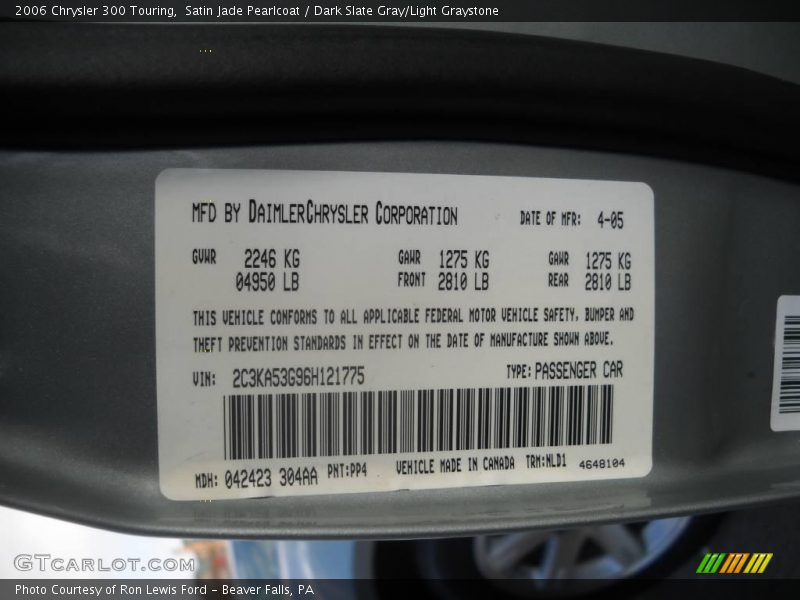 2006 Chrysler 300 Touring, Satin Jade Pearlcoat / Dark Slate Gray/Light Graystone
MFD BY DAIMLERCHRYSLER CORPORATION DATE OF MFR: 4-05
GVWR 2246 KG GAWR 1275 KG GAWR 1275 KG
04950 LB FRONT 2810 LB REAR 2810 LB
THIS VEHICLE CONFORMS TO ALL APPLICABLE FEDERAL MOTOR VEHICLE SAFETY, BUMPER AND
THEFT PREVENTION STANDARDS IN EFFECT ON THE DATE OF MANUFACTURE SHOWN ABOVE.
VIN: 2C3KA53G96H121775 TYPE: PASSENGER CAR
MDH: 042423 304AA PNT:PP4 VEHICLE MADE IN CANADA TRM:NLD1 4648104
GTCARLOT.COM
Photo Courtesy of Ron Lewis Ford - Beaver Falls, PA